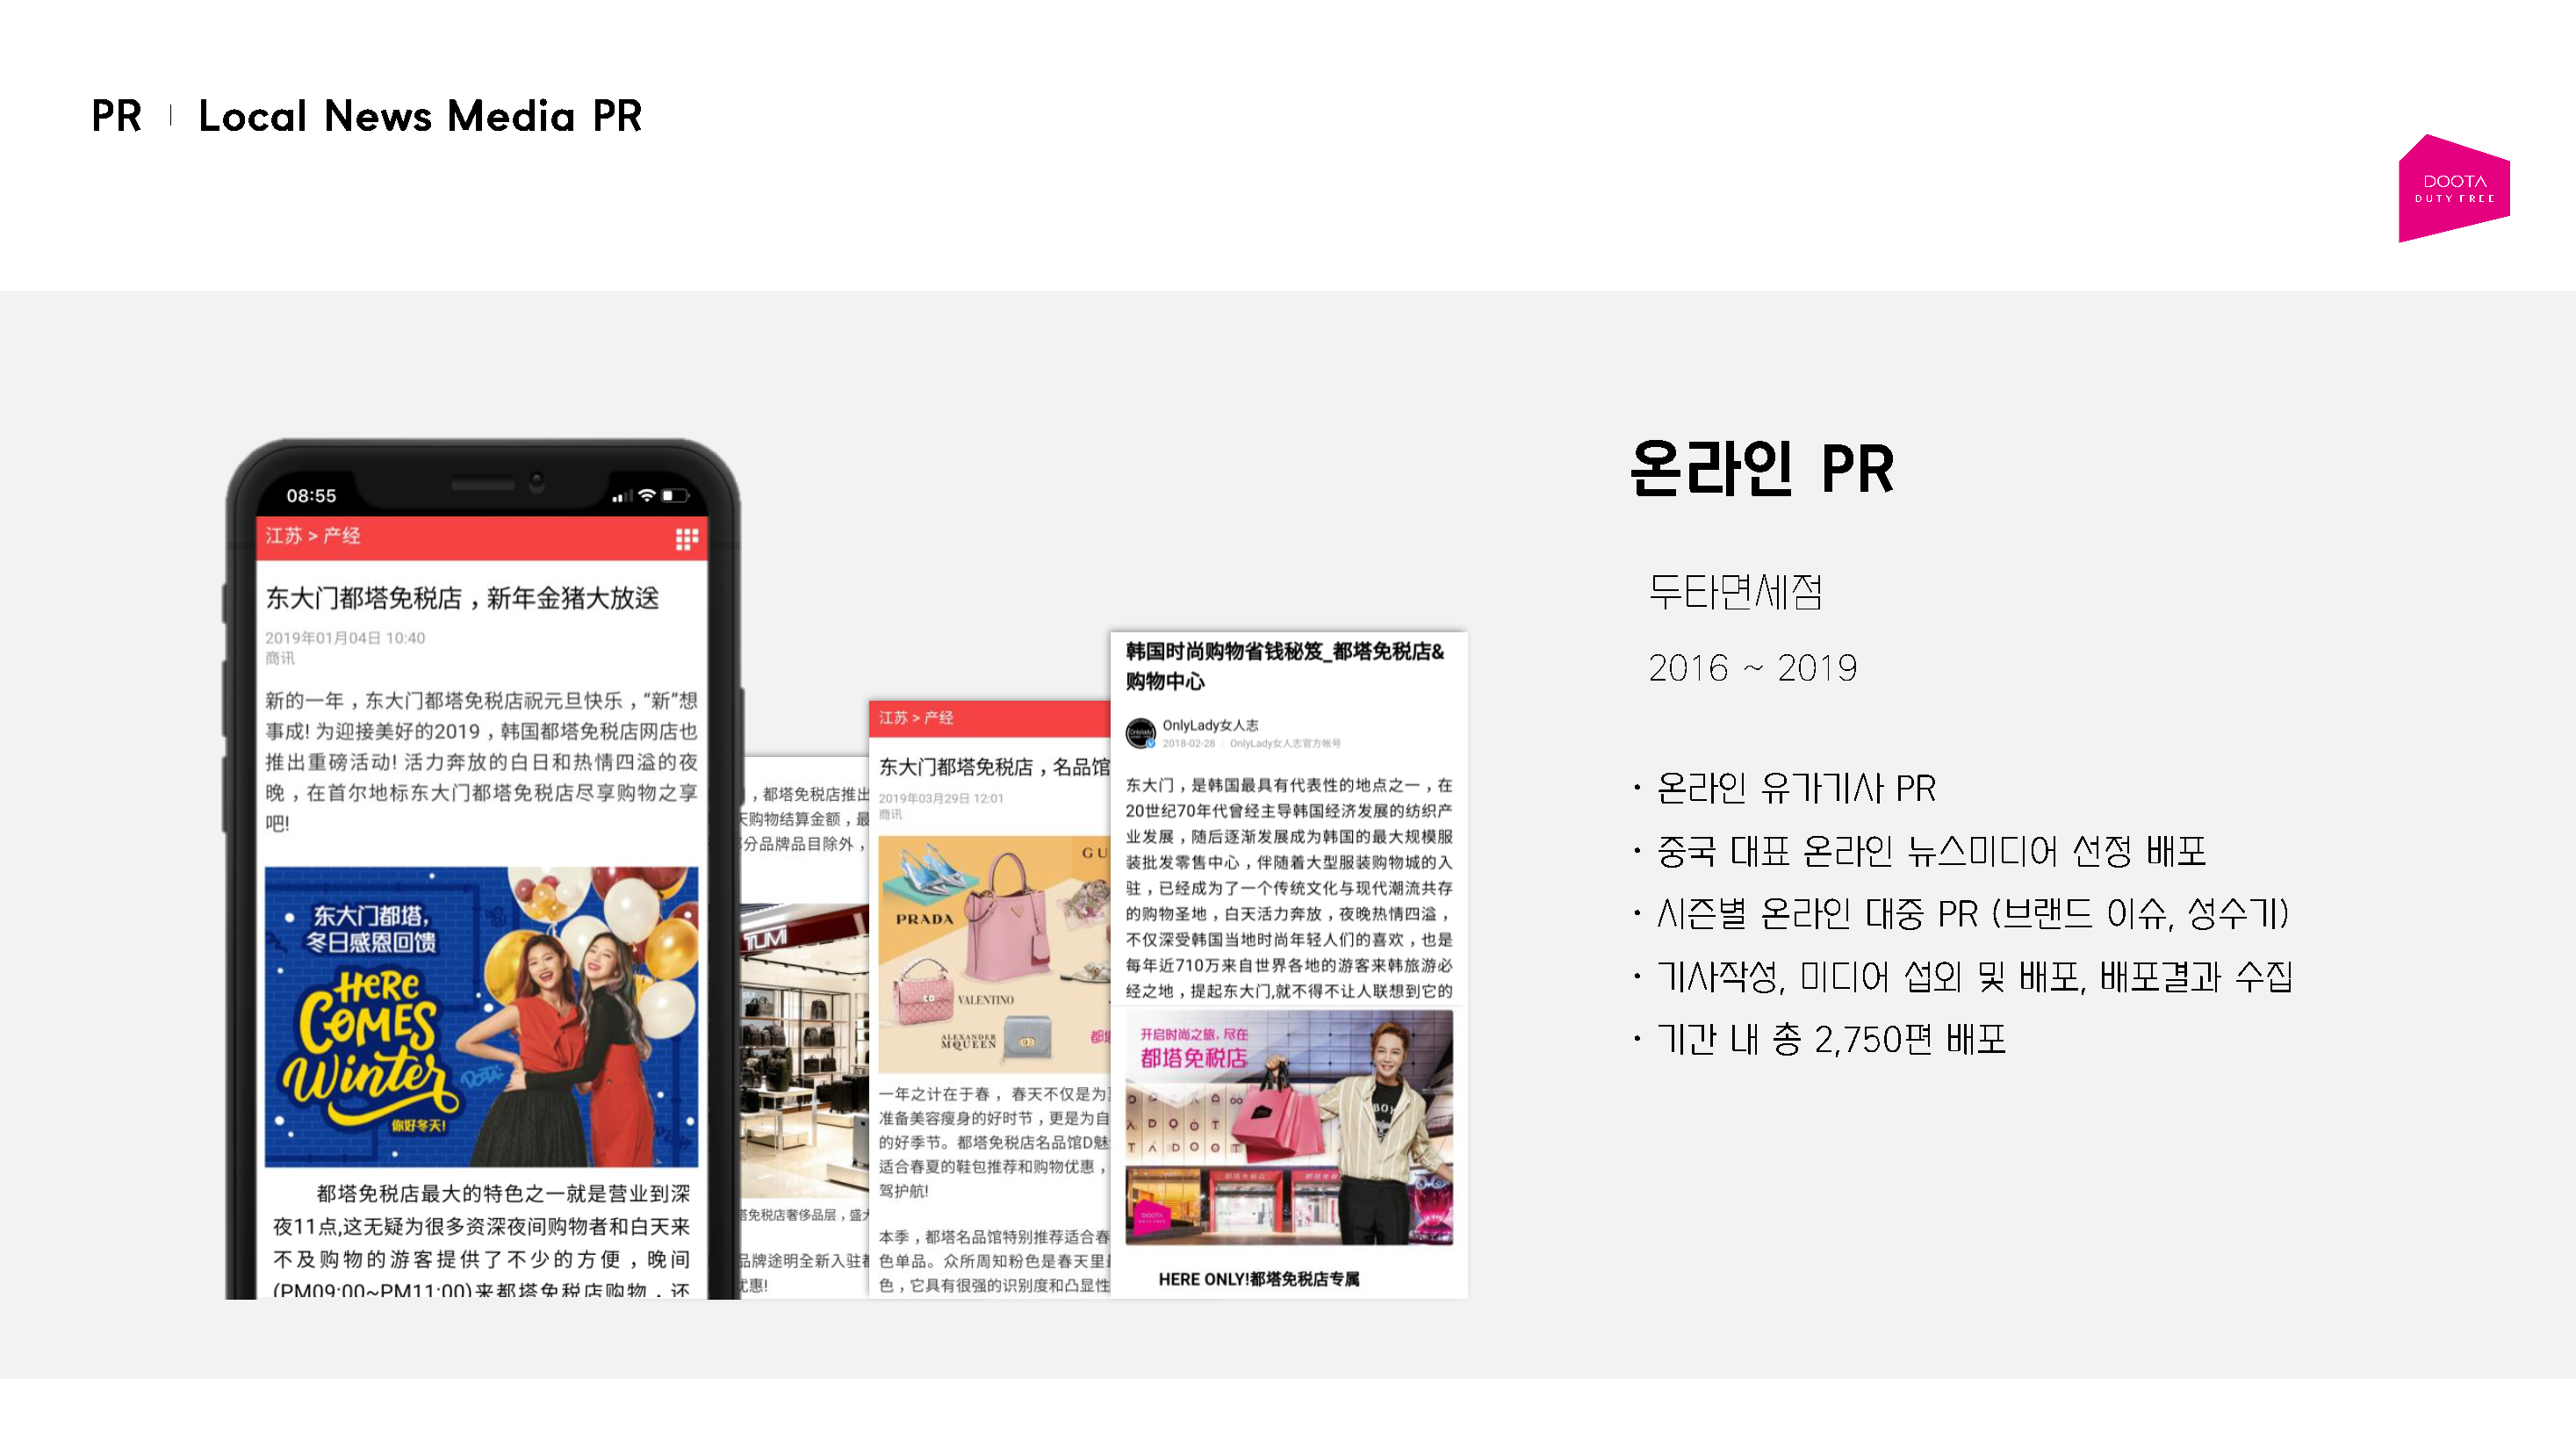 PR | Local News Media PR
DOOTA
DUTY FREE
08:55
江苏 > 产经
东大门都塔免税店，新年金猪大放送
2019年01月04日 10:40
商讯
新的一年，东大门都塔免税店祝元旦快乐，“新”想
事成! 为迎接美好的2019，韩国都塔免税店网店也
推出重磅活动! 活力奔放的白日和热情四溢的夜
晚，在首尔地标东大门都塔免税店尽享购物之享
吧!
东大门都塔,
冬日感恩回馈
HERE
COMES
Winter
DOOTA
你好冬天!
都塔免税店最大的特色之一就是营业到深
夜11点,这无疑为很多资深夜间购物者和白天来
不及购物的游客提供了不少的方便，晚间
(PM09:00~PM11:00)来都塔免税店购物，还
，都塔免税店推出
购物结算金额，最
分品牌品目除外，
TUMI
免税店奢侈品层，盛
品牌途明全新入驻
优惠!
江苏 > 产经
东大门都塔免税店，名品馆
2019年03月29日 12:01
商讯
GU
PRADA
VALENTINO
ALEXANDER
MQUEEN
都
一年之计在于春， 春天不仅是为
准备美容瘦身的好时节，更是为自
的好季节。都塔免税店名品馆D魅
适合春夏的鞋包推荐和购物优惠，
驾护航!
本季，都塔名品馆特别推荐适合春
色单品。众所周知粉色是春天里
色，它具有很强的识别度和凸显性
韩国时尚购物省钱秘笈_都塔免税店&
购物中心
OnlyLady女人志
2018-02-28 | OnlyLady女人志官方帐号
东大门，是韩国最具有代表性的地点之一，在
20世纪70年代曾经主导韩国经济发展的纺织产
业发展，随后逐渐发展成为韩国的最大规模服
装批发零售中心，伴随着大型服装购物城的入
驻，已经成为了一个传统文化与现代潮流共存
的购物圣地，白天活力奔放，夜晚热情四溢，
不仅深受韩国当地时尚年轻人们的喜欢，也是
每年近710万来自世界各地的游客来韩旅游必
经之地，提起东大门,就不得不让人联想到它的
开启时尚之旅, 尽在
都塔免税店
HERE ONLY!都塔免税店专属
온라인 PR
두타면세점
2016 ~ 2019
· 온라인 유가기사 PR
· 중국 대표 온라인 뉴스미디어 선정 배포
· 시즌별 온라인 대중 PR (브랜드 이슈, 성수기)
· 기사작성, 미디어 섭외 및 배포, 배포결과 수집
· 기간 내 총 2,750편 배포